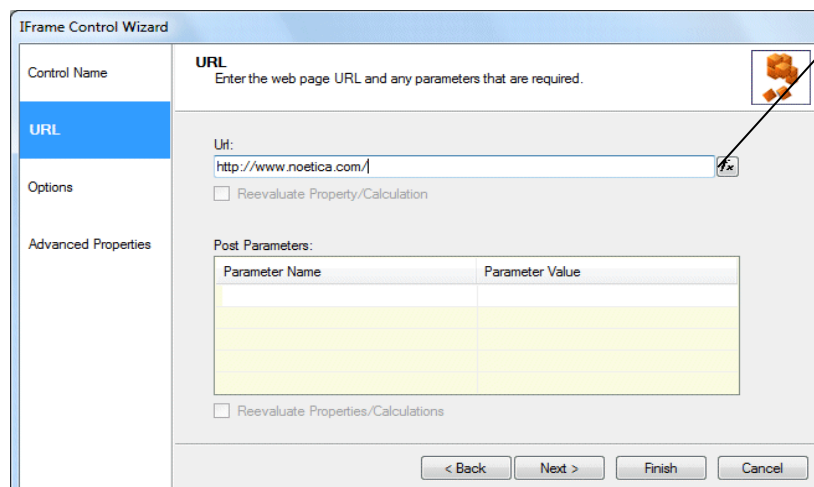 IFrame Control Wizard
Control Name
URL
Options
Advanced Properties
URL
Enter the web page URL and any parameters that are required.
Url:
http://www.noetica.com/
fx
Reevaluate Property/Calculation
Post Parameters:
Parameter Name Parameter Value
Reevaluate Properties/Calculations
< Back Next > Finish Cancel